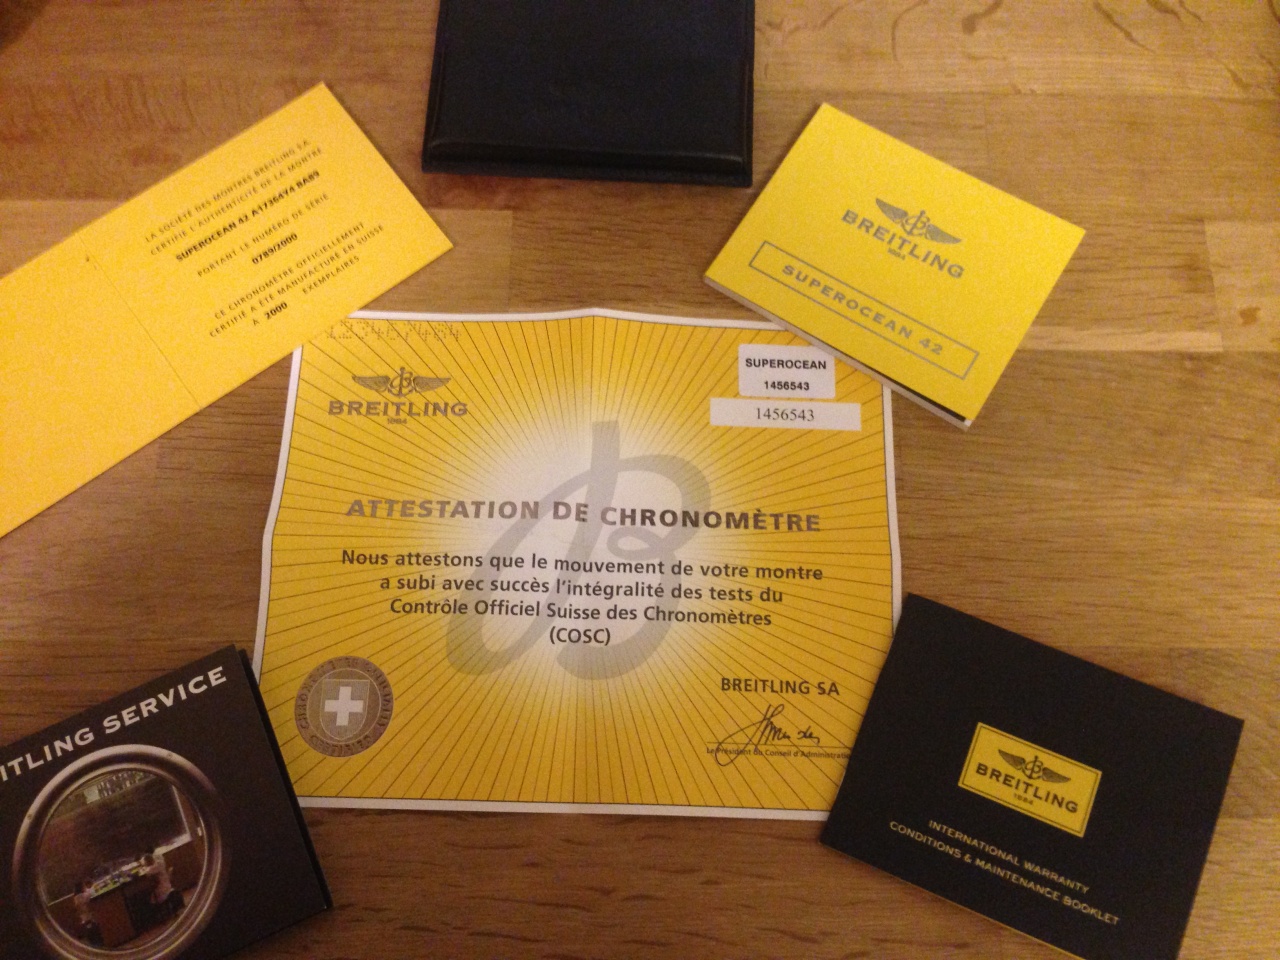 LA SOCIÉTÉ DES MONTRES BREITLING SA
CERTIFIE L'AUTHENTICITÉ DE LA MONTRE
SUPEROCEAN 42 A17364Y4 BA89
PORTANT LE NUMÉRO DE SÉRIE
0789/2000
CE CHRONOMÈTRE OFFICIELLEMENT
CERTIFIÉ A ÉTÉ MANUFACTURÉ EN SUISSE
A 2000 EXEMPLAIRES
BREITLING
1884
SUPEROCEAN 42
BREITLING
1884
SUPEROCEAN
1456543
1456543
ATTESTATION DE CHRONOMÈTRE
Nous attestons que le mouvement de votre montre
a subi avec succès l'intégralité des tests du
Contrôle Officiel Suisse des Chronomètres
(COSC)
BREITLING SA
Le Président du Conseil d'Administration
ITLING SERVICE
BREITLING
1884
INTERNATIONAL WARRANTY
CONDITIONS & MAINTENANCE BOOKLET